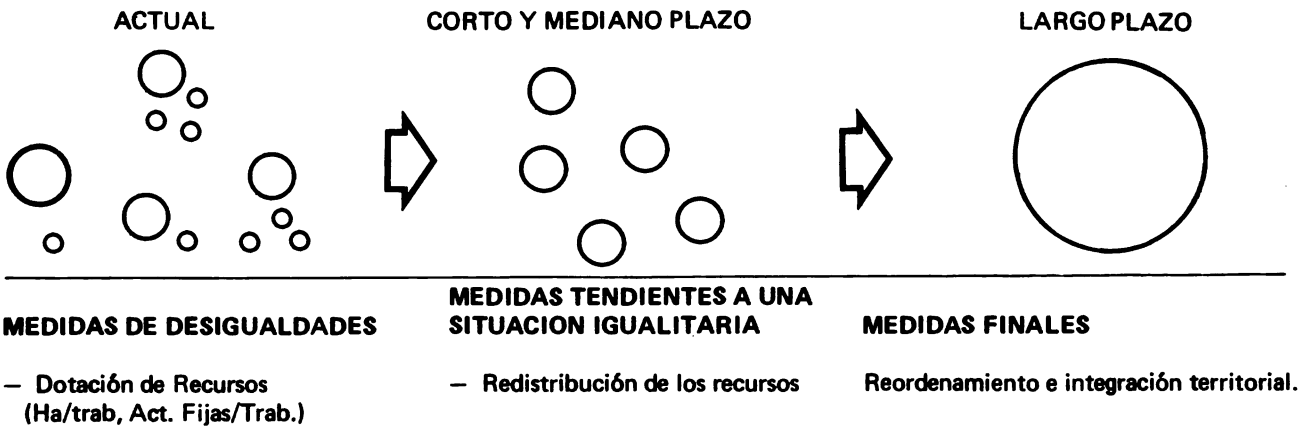 ACTUAL
CORTO Y MEDIANO PLAZO
LARGO PLAZO
MEDIDAS DE DESIGUALDADES
— Dotación de Recursos
(Ha/trab, Act. Fijas/Trab.)
MEDIDAS TENDIENTES A UNA
SITUACION IGUALITARIA
— Redistribución de los recursos
MEDIDAS FINALES
Reordenamiento e integración territorial.